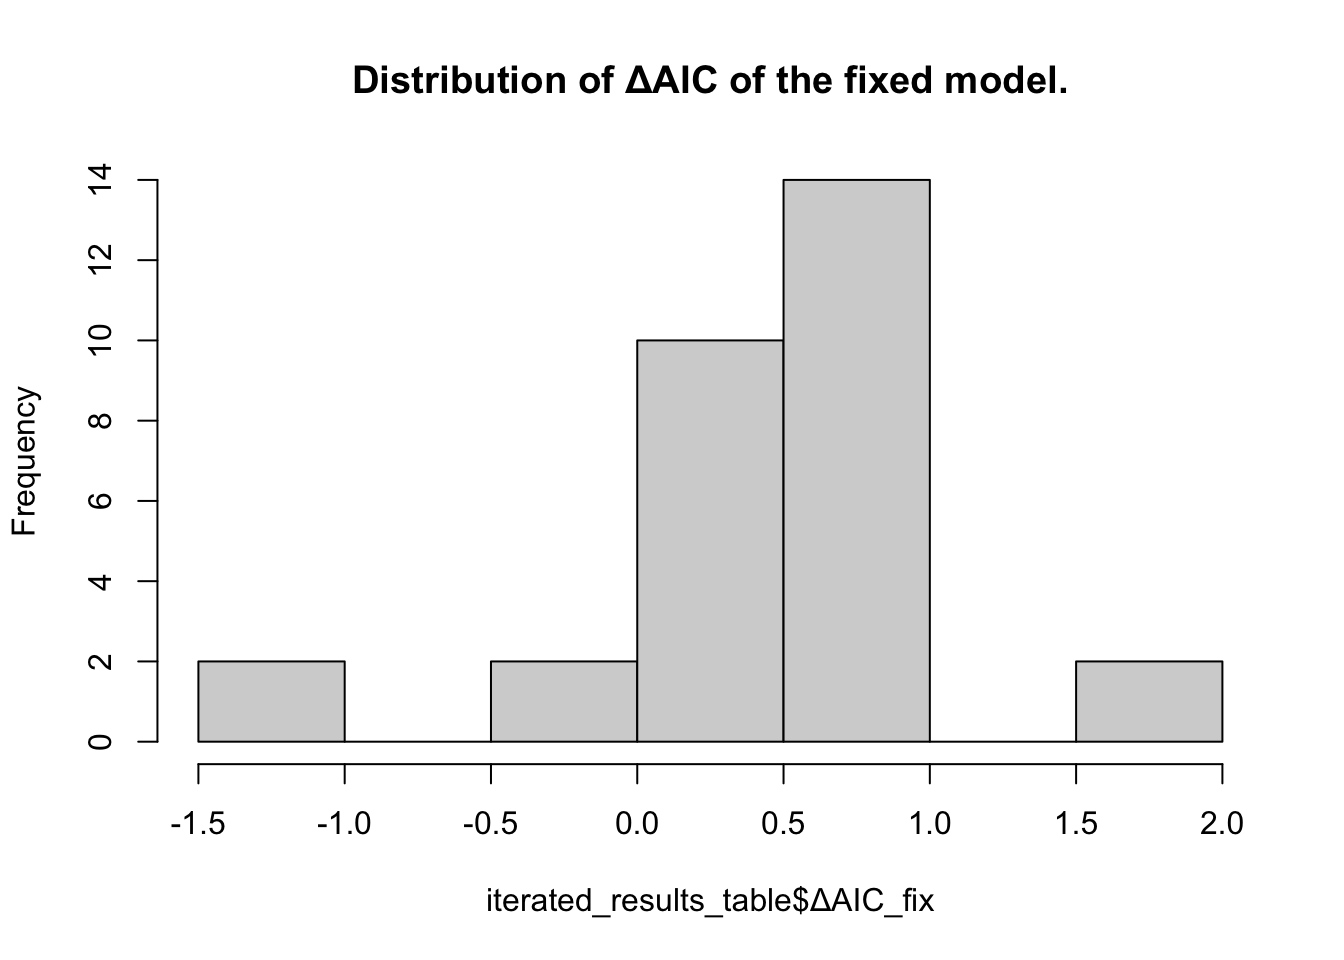 Distribution of ΔAIC of the fixed model.
Frequency
14
12
10
8
6
4
2
0
-1.5 -1.0 -0.5 0.0 0.5 1.0 1.5 2.0
iterated_results_table$ΔAIC_fix